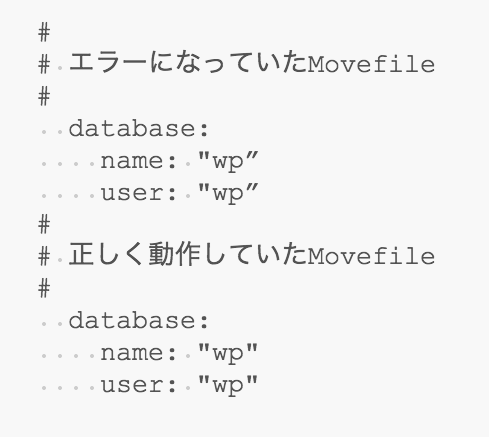 #
# エラーになっていたMovefile
#
  database:
    name: "wp”
    user: "wp”
#
# 正しく動作していたMovefile
#
  database:
    name: "wp"
    user: "wp"